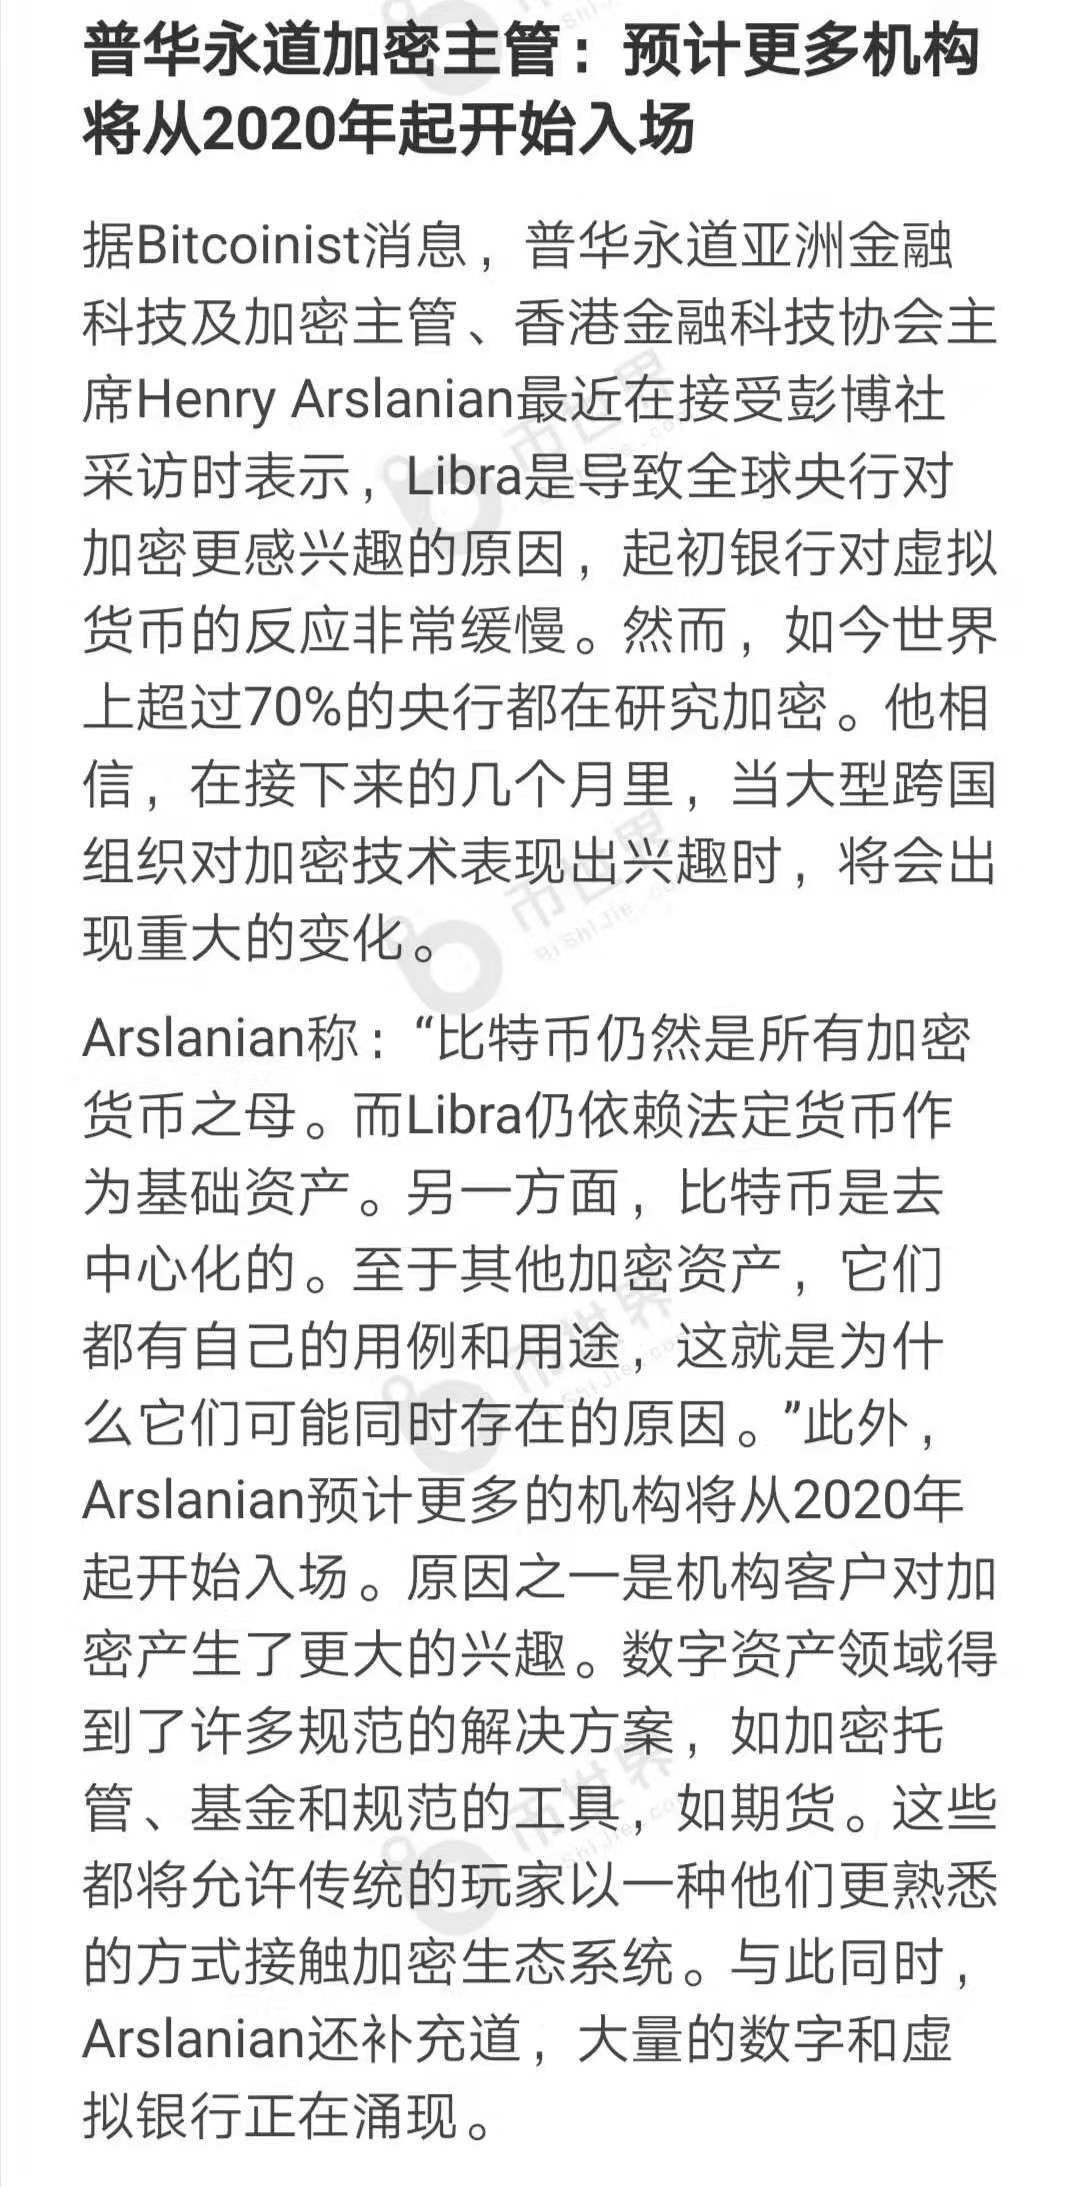 普华永道加密主管：预计更多机构
将从2020年起开始入场
据Bitcoinist消息，普华永道亚洲金融
科技及加密主管、香港金融科技协会主
席Henry Arslanian最近在接受彭博社
采访时表示，Libra是导致全球央行对
加密更感兴趣的原因，起初银行对虚拟
货币的反应非常缓慢。然而，如今世界
上超过70%的央行都在研究加密。他相
信，在接下来的几个月里，当大型跨国
组织对加密技术表现出兴趣时，将会出
现重大的变化。
Arslanian称：“比特币仍然是所有加密
货币之母。而Libra仍依赖法定货币作
为基础资产。另一方面，比特币是去
中心化的。至于其他加密资产，它们
都有自己的用例和用途，这就是为什
么它们可能同时存在的原因。”此外，
Arslanian预计更多的机构将从2020年
起开始入场。原因之一是机构客户对加
密产生了更大的兴趣。数字资产领域得
到了许多规范的解决方案，如加密托
管、基金和规范的工具，如期货。这些
都将允许传统的玩家以一种他们更熟悉
的方式接触加密生态系统。与此同时，
Arslanian还补充道，大量的数字和虚
拟银行正在涌现。
币世界
BiShiJie.com
币世界
BiShiJie.com
币世界
BiShiJie.com
币世界
BiShiJie.com